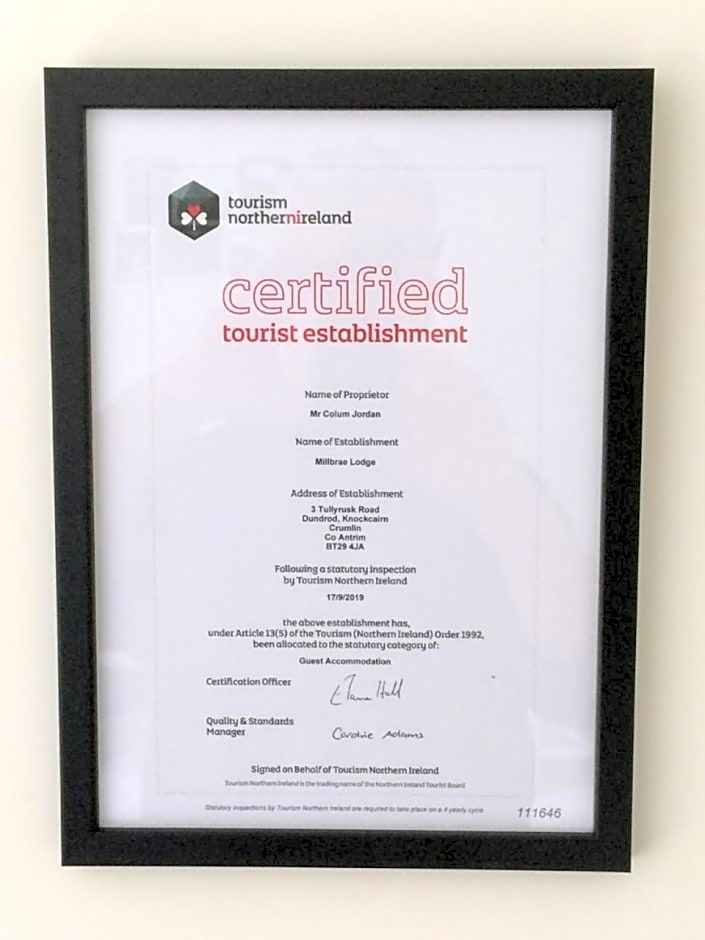 tourism
northernireland
certified
tourist establishment
Name of Proprietor
Mr Colum Jordan
Name of Establishment
Millbrae Lodge
Address of Establishment
3 Tullyrusk Road
Dundrod, Knockcairn
Crumlin
Co Antrim
BT29 4JA
Following a statutory inspection
by Tourism Northern Ireland
17/9/2019
the above establishment has,
under Article 13(5) of the Tourism (Northern Ireland) Order 1992,
been allocated to the statutory category of:
Guest Accommodation
Certification Officer
Hull
Quality & Standards
Manager
Caroline Adams
Signed on Behalf of Tourism Northern Ireland
Tourism Northern Ireland is the trading name of the Northern Ireland Tourist Board
Statutory inspections by Tourism Northern Ireland are required to take place on a 4 yearly cycle
111646